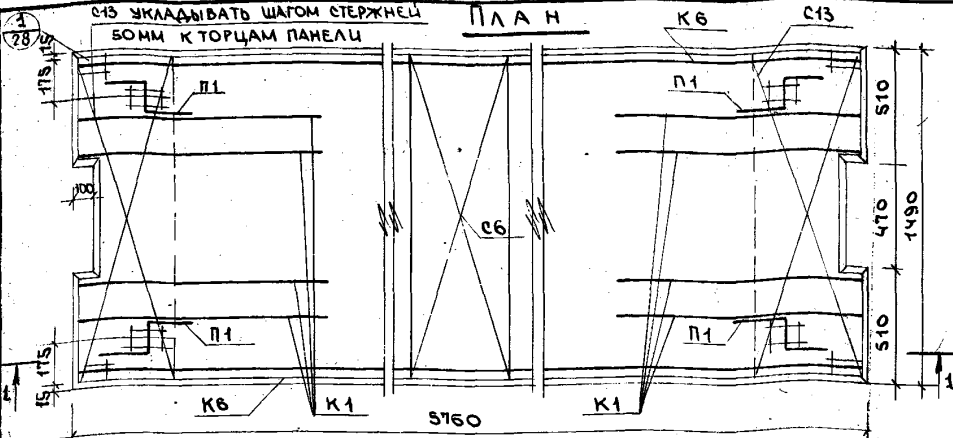 С13 УКЛАДЫВАТЬ ШАГОМ СТЕРЖНЕЙ
50ММ К ТОРЦАМ ПАНЕЛИ
ПЛАН
1
28
К6
С13
15
175
П1
П1
510
100
470
1490
С6
П1
П1
510
175
15
1
1
К6
К1
К1
5760